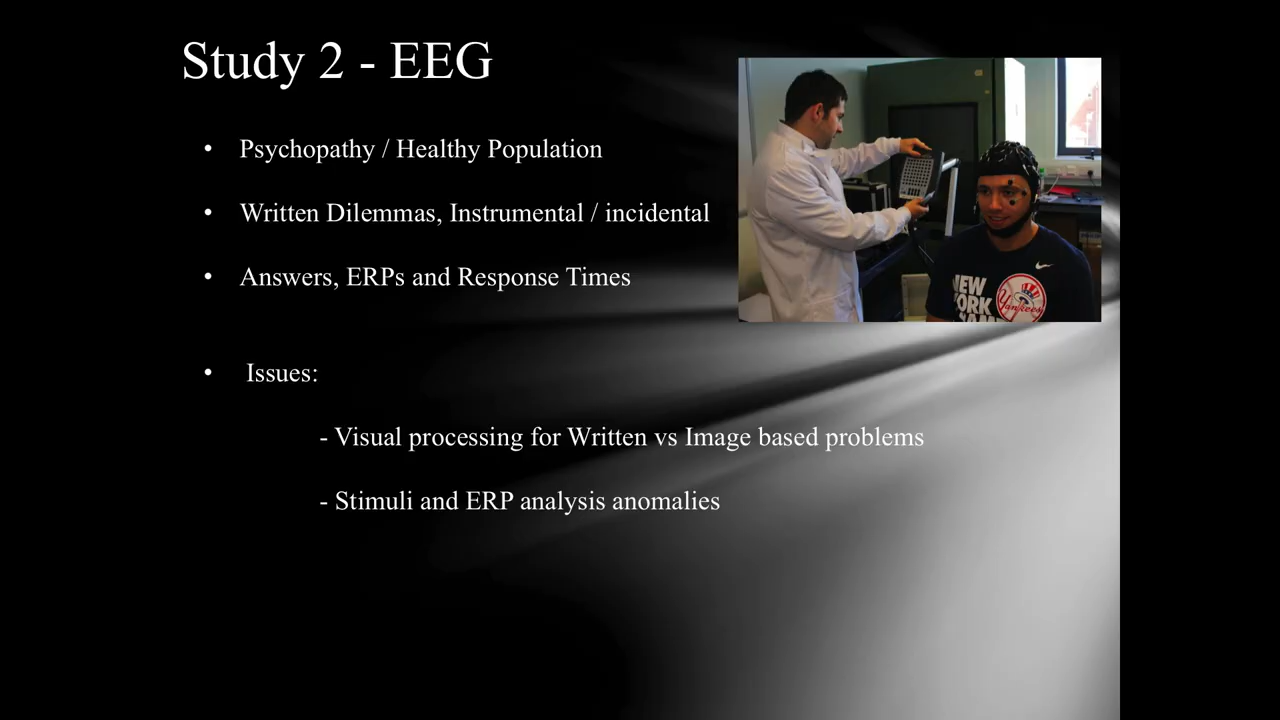 Study 2 - EEG
• Psychopathy / Healthy Population
• Written Dilemmas, Instrumental / incidental
• Answers, ERPs and Response Times
NEW
YORK
Yankees
• Issues:
- Visual processing for Written vs Image based problems
- Stimuli and ERP analysis anomalies